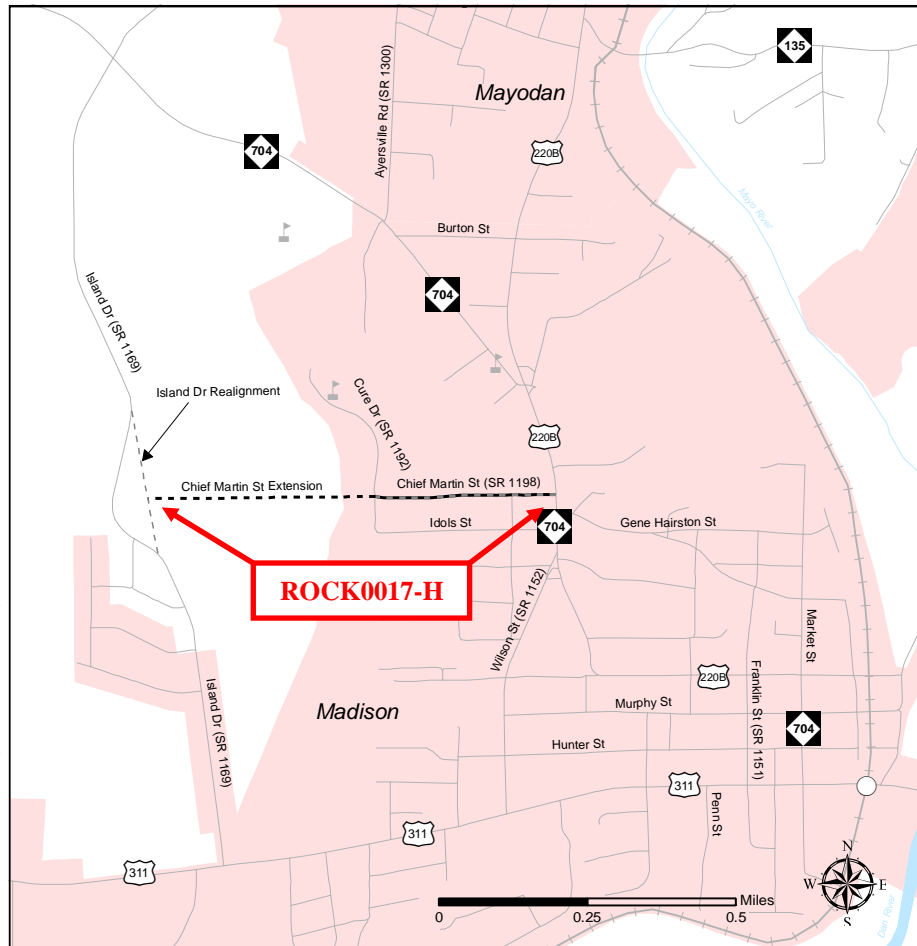 135
Ayersville Rd (SR 1300)
Mayodan
704
220B
Mayo River
Burton St
Island Dr (SR 1169)
704
Island Dr Realignment
Cure Dr (SR 1192)
220B
Chief Martin St Extension
Chief Martin St (SR 1198)
Idols St
704
Gene Hairston St
ROCK0017-H
Wilson St (SR 1152)
Market St
Franklin St (SR 1151)
220B
Island Dr (SR 1169)
Madison
Murphy St
704
Hunter St
311
Penn St
311
311
N
W
E
S
Miles
0
0.25
0.5
Dan River